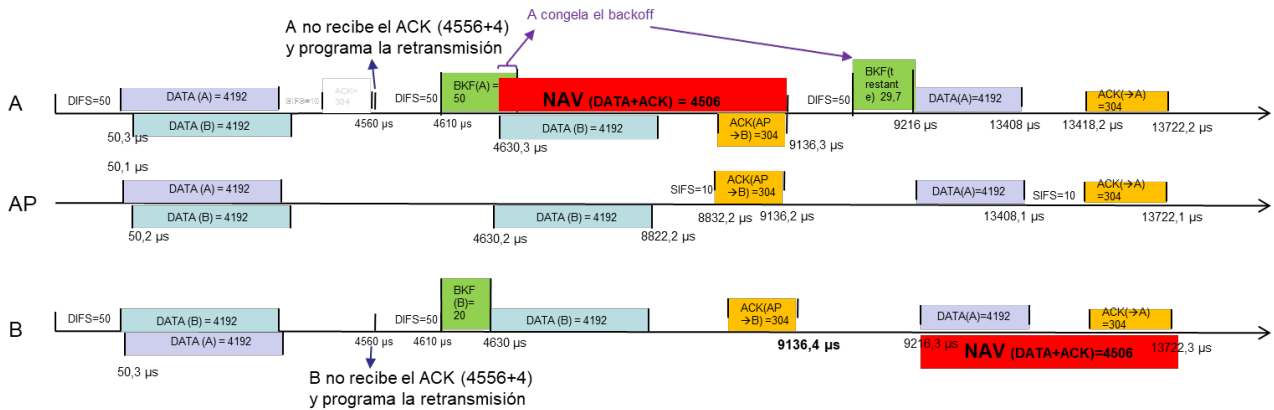 A no recibe el ACK (4556+4)
y programa la retransmisión
A congela el backoff
A
DIFS=50
DATA (A) = 4192
SIFS=10
ACK=
304
DIFS=50
BKF(A) =
50
NAV (DATA+ACK) = 4506
DIFS=50
BKF(t
restant
e) 29,7
DATA(A)=4192
ACK(→A)
=304
DATA (B) = 4192
50,3 µs
4560 µs
4610 µs
DATA (B) = 4192
4630,3 µs
ACK(AP
→B) =304
9136,3 µs
9216 µs
13408 µs
13418,2 µs
13722,2 µs
50,1 µs
AP
DATA (A) = 4192
SIFS=10
ACK(AP
→B) =304
DATA(A)=4192
SIFS=10
ACK(→A)
=304
DATA (B) = 4192
50,2 µs
DATA (B) = 4192
4630,2 µs
8822,2 µs
8832,2 µs
9136,2 µs
13408,1 µs
13722,1 µs
B
DIFS=50
DATA (B) = 4192
DIFS=50
BKF
(B)=
20
DATA (B) = 4192
ACK(AP
→B)=304
DATA(A)=4192
ACK(→A)
=304
DATA (A) = 4192
50,3 µs
4560 µs
4610 µs
4630 µs
9136,4 µs
9216,3 µs
NAV (DATA+ACK)=4506
13722,3 µs
B no recibe el ACK (4556+4)
y programa la retransmisión